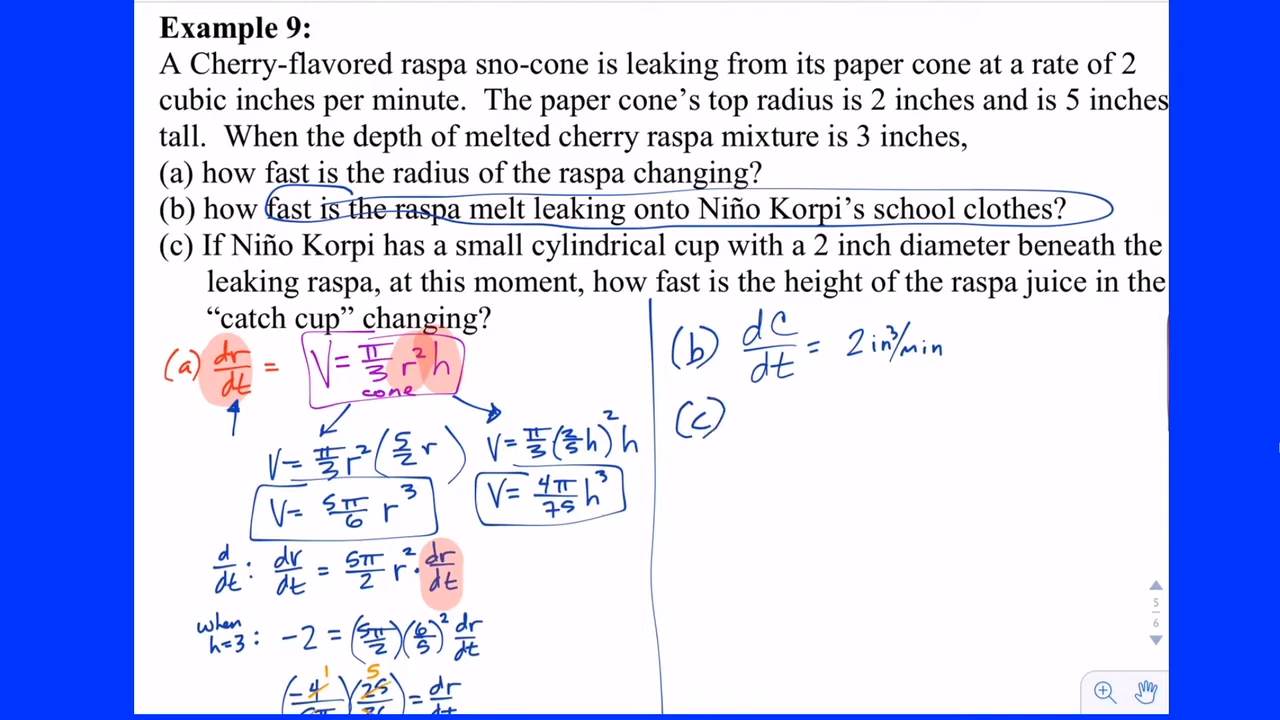 Example 9:
A Cherry-flavored raspa sno-cone is leaking from its paper cone at a rate of 2
cubic inches per minute. The paper cone's top radius is 2 inches and is 5 inches
tall. When the depth of melted cherry raspa mixture is 3 inches,
(a) how fast is the radius of the raspa changing?
(b) how fast is the raspa melt leaking onto Niño Korpi's school clothes?
(c) If Niño Korpi has a small cylindrical cup with a 2 inch diameter beneath the
leaking raspa, at this moment, how fast is the height of the raspa juice in the
"catch cup" changing?
(a) dr/dt =
V = π/3 r² h
cone
V = π/3 r² (5/2 r)
V = 5π/6 r³
V = π/3 (2/5 h)² h
V = 4π/75 h³
d/dt: dv/dt = 5π/2 r² · dr/dt
when h=3: -2 = (5π/2)(6/5)² dr/dt
(b) dC/dt = 2 in³/min
(c)
5
6